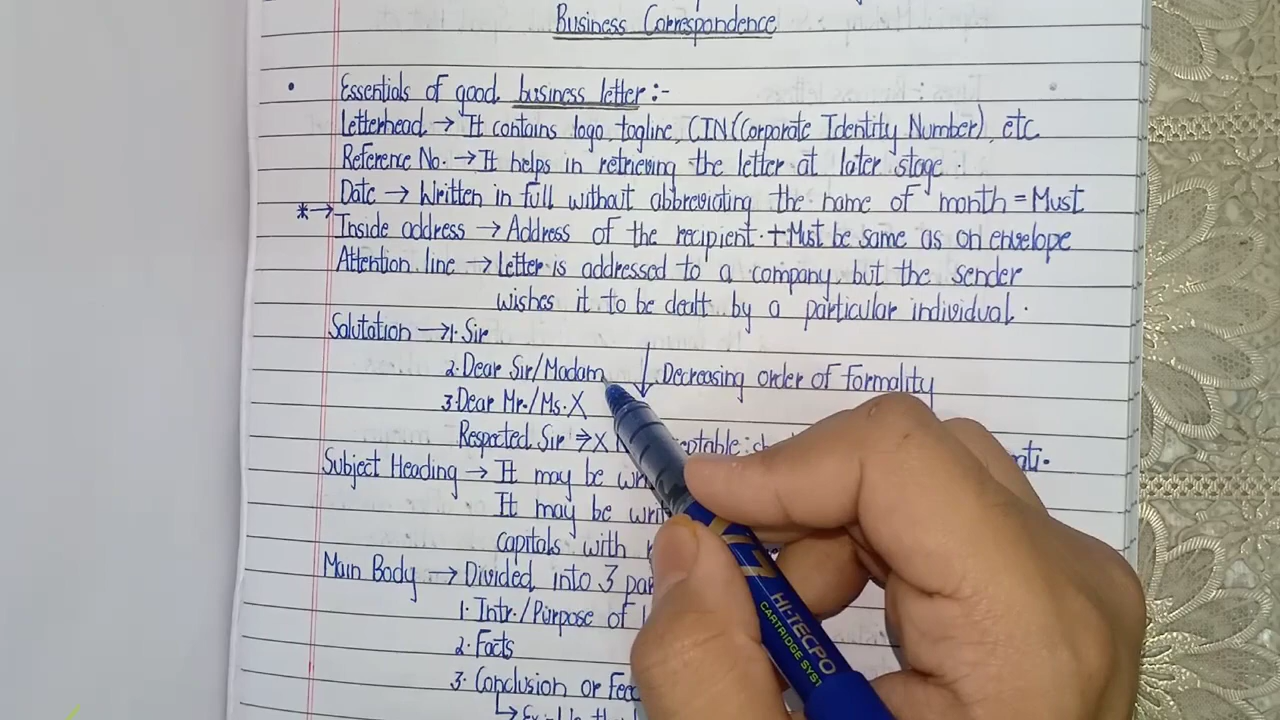 Business Correspondence
• Essentials of good business letter :-
Letterhead → It contains logo, tagline, CIN (Corporate Identity Number), etc
Reference No. → It helps in retrieving the letter at later stage.
Date → Written in full without abbreviating the name of month = Must
* → Inside address → Address of the recipient. + Must be same as on envelope
Attention line → Letter is addressed to a company, but the sender
wishes it to be dealt by a particular individual.
Salutation → 1. Sir
2. Dear Sir/Madam ↓ Decreasing order of formality
3. Dear Mr./Ms. X
Respected Sir ⇒ X
Subject Heading → It may be
It may be
capitals with
Main Body → Divided into 3
1. Intr./Purpose of
2. Facts
3. Conclusion or
HI-TECPO
CARTRIDGE SYST
V7